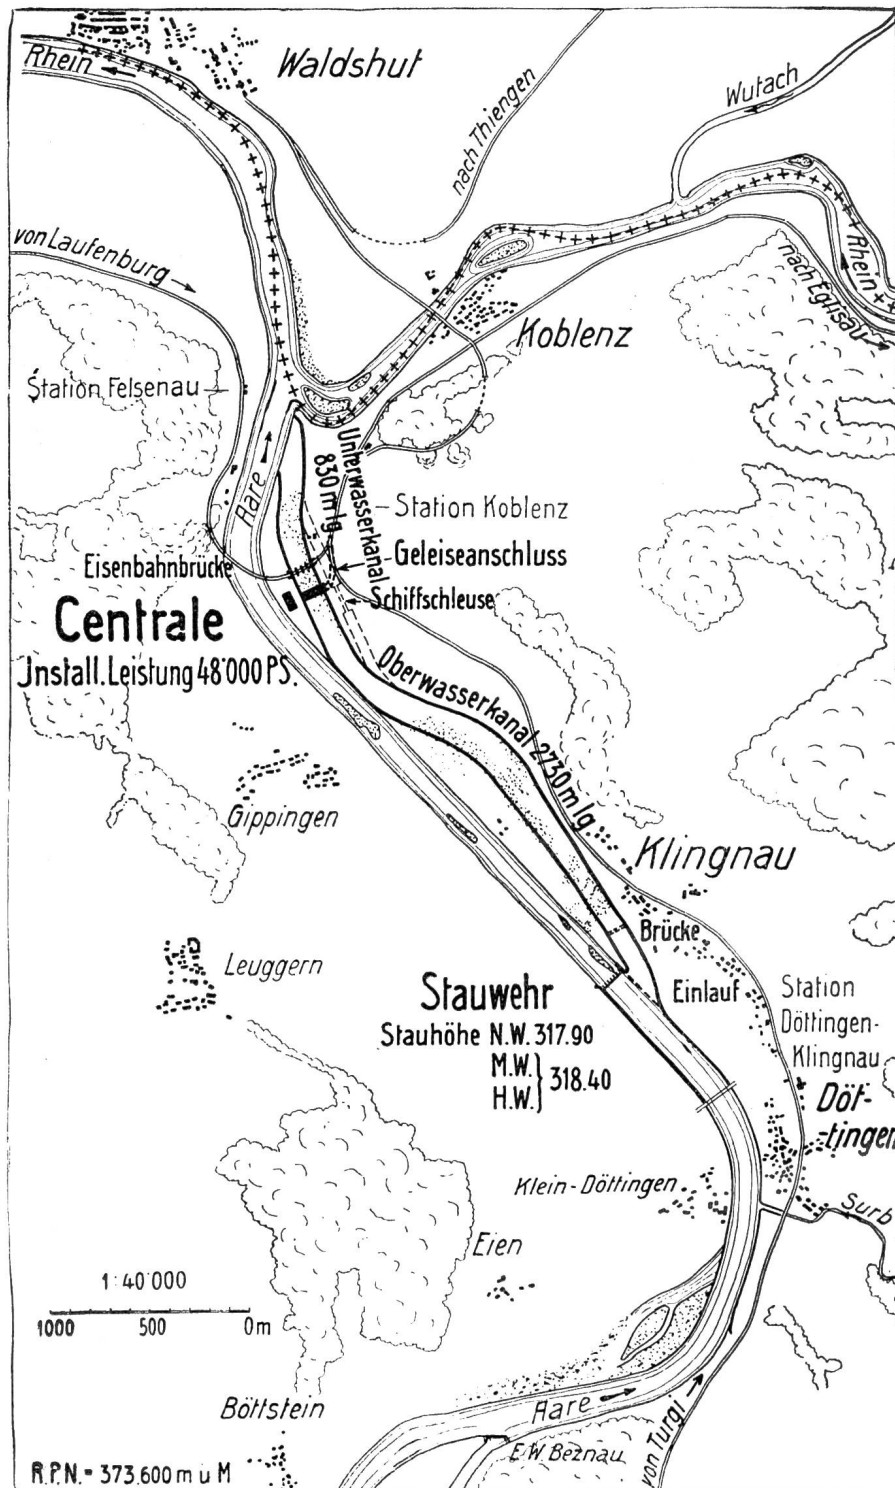 Waldshut
Rhein
nach Thiengen
Wutach
von Laufenburg
Rhein
nach Eglisau
Koblenz
Station Felsenau
Aare
Unterwasserkanal
830 m lg
Station Koblenz
Geleiseanschluss
Eisenbahnbrücke
Schiffschleuse
Centrale
Jnstall. Leistung 48'000 PS.
Oberwasserkanal 2730 m lg
Gippingen
Klingnau
Brücke
Leuggern
Einlauf
Stauwehr
Stauhöhe N.W. 317.90
M.W.
H.W. } 318.40
Station
Döttingen-
Klingnau
Döt-
-tingen
Klein-Döttingen
Surb
Eien
1:40'000
1000 500 0 m
Böttstein
Aare
E.W. Beznau
von Turgi
R.P.N. = 373.600 m ü M